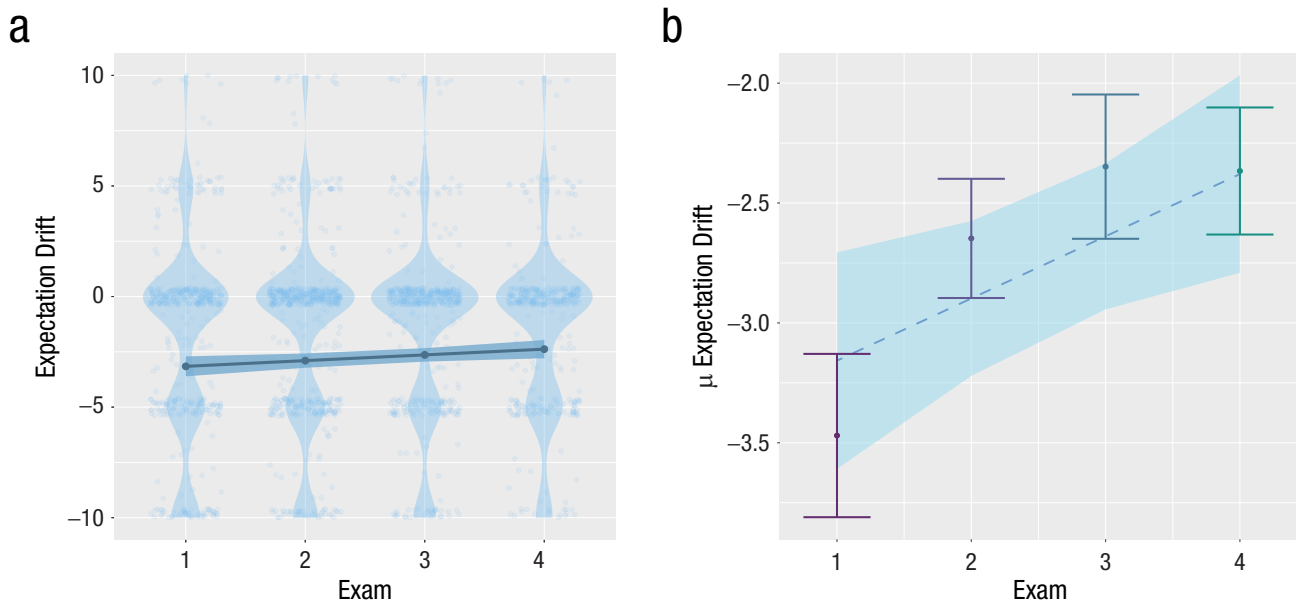 a
10
5
0
−5
−10
Expectation Drift
1 2 3 4
Exam
b
−2.0
−2.5
−3.0
−3.5
μ Expectation Drift
1 2 3 4
Exam